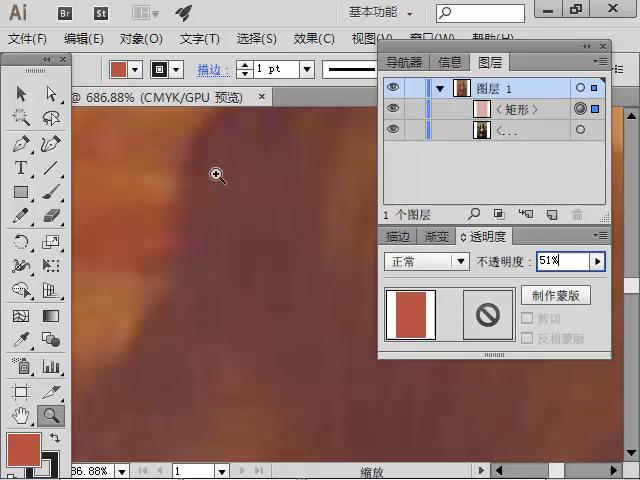 Ai Br St 基本功能
文件(F) 编辑(E) 对象(O) 文字(T) 选择(S) 效果(C) 视图(V) 窗口(W) 帮助(H)
描边: 1 pt
@ 686.88% (CMYK/GPU 预览) ×
导航器 信息 图层
图层 1
<矩形>
<...
1 个图层
描边 渐变 透明度
正常 不透明度: 51%
制作蒙版
剪切
反相蒙版
86.88% 1 缩放